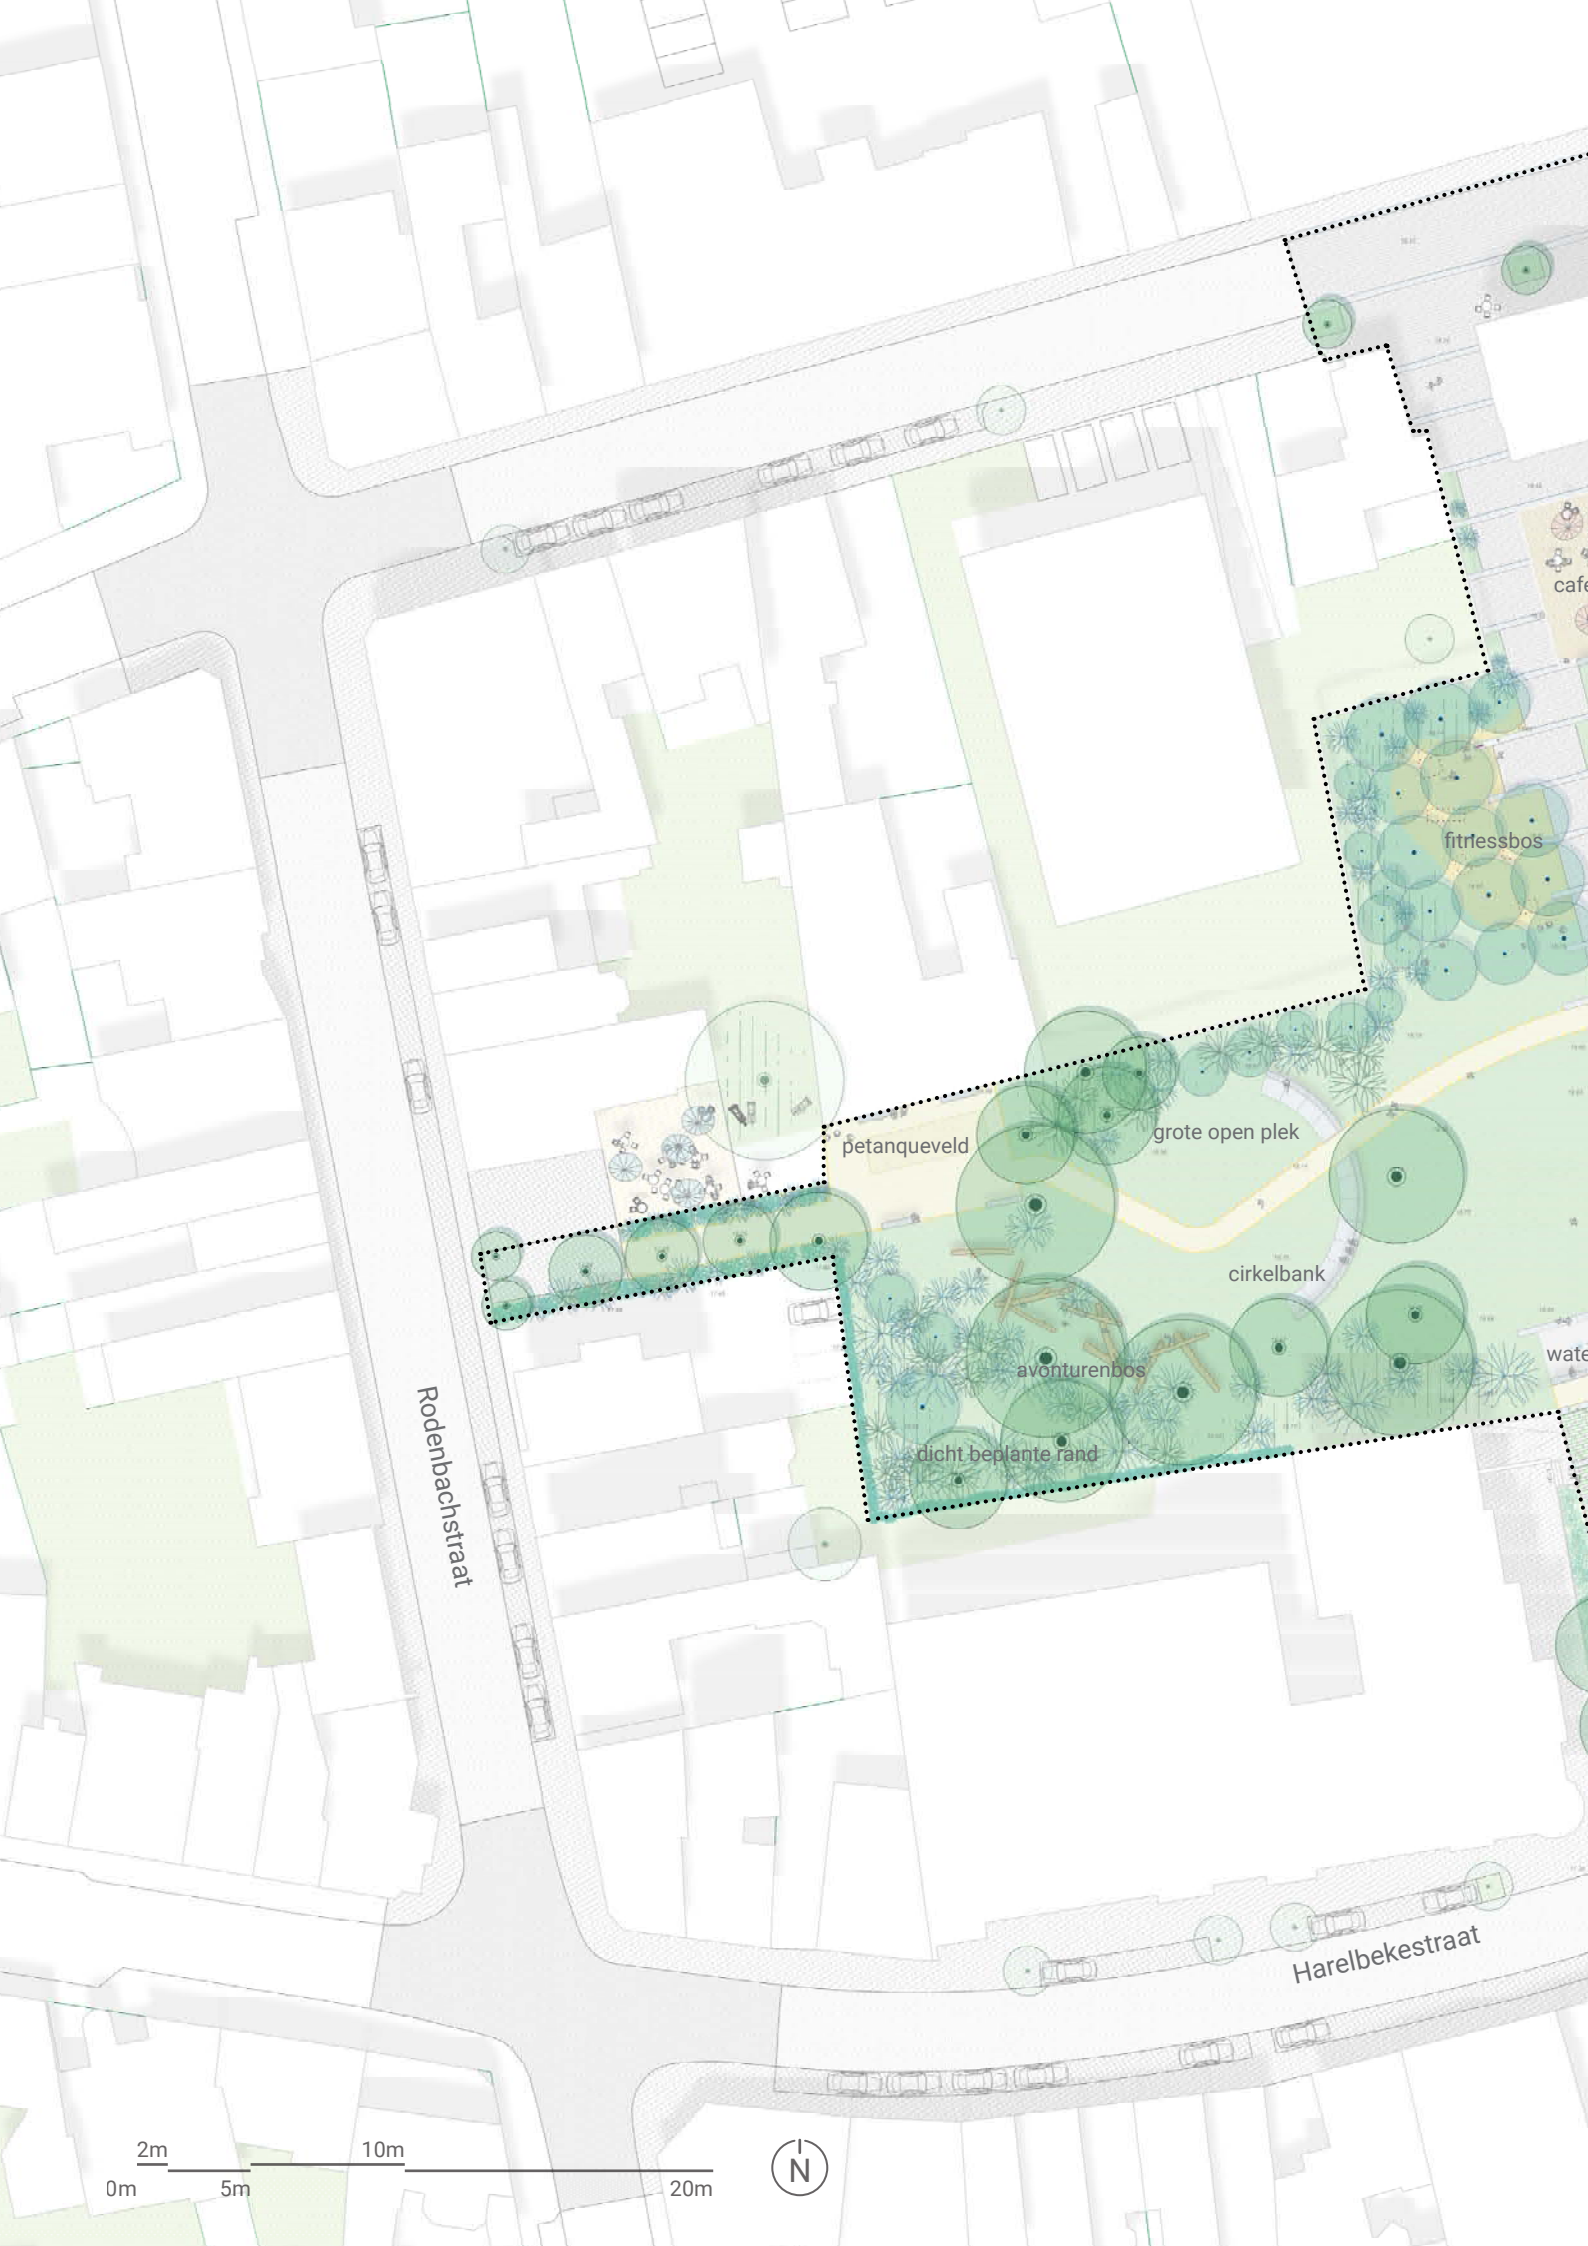 cafe
fitnessbos
petanqueveld
grote open plek
cirkelbank
wate
avonturenbos
dicht beplante rand
Rodenbachstraat
Harelbekestraat
2m
10m
0m
5m
20m
N